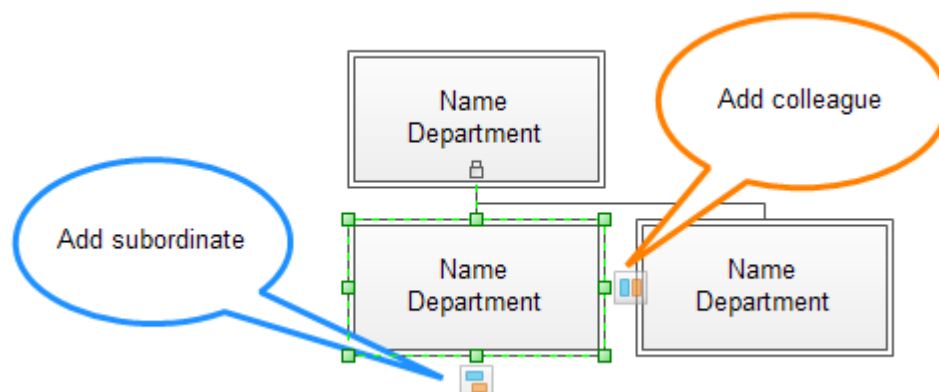 Name
Department
Add colleague
Add subordinate
Name
Department
Name
Department